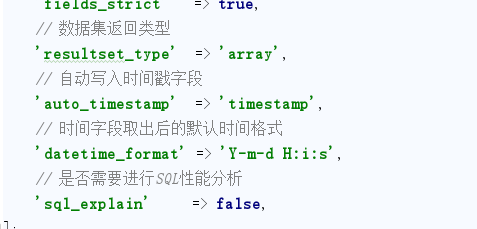 'fields_strict' => true,
// 数据集返回类型
'resultset_type' => 'array',
// 自动写入时间戳字段
'auto_timestamp' => 'timestamp',
// 时间字段取出后的默认时间格式
'datetime_format' => 'Y-m-d H:i:s',
// 是否需要进行SQL性能分析
'sql_explain' => false,
];